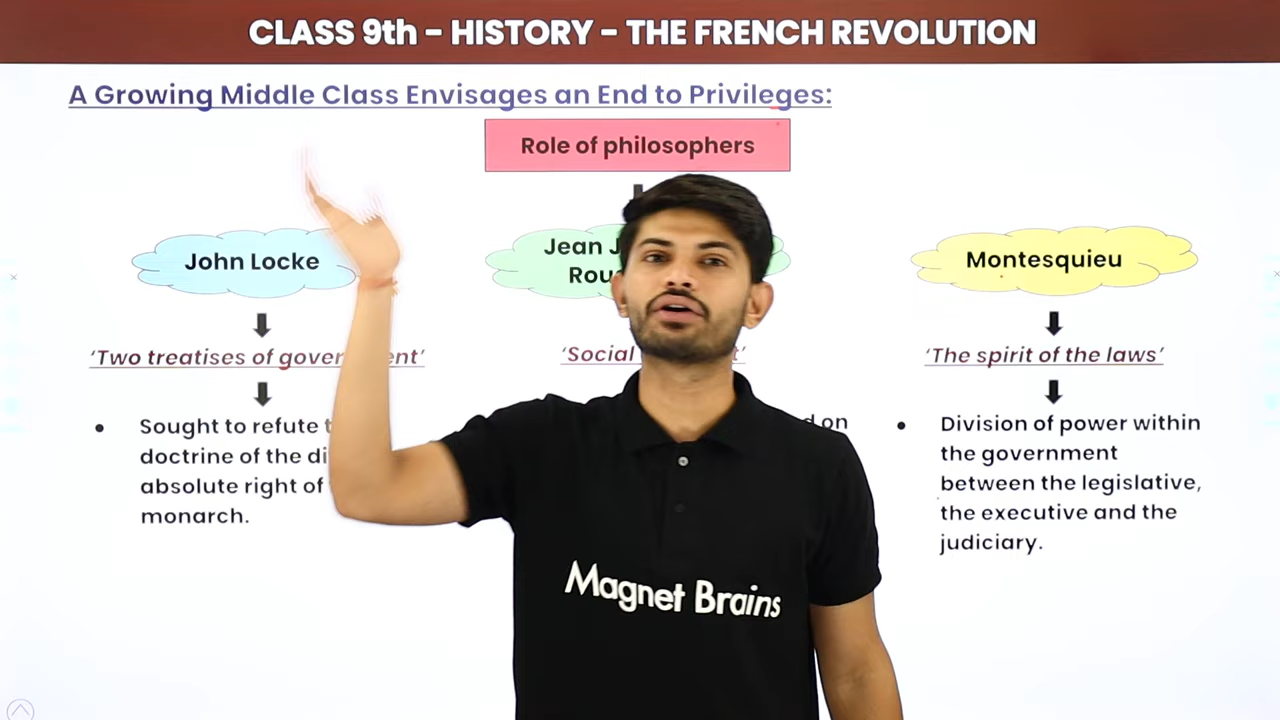 CLASS 9th – HISTORY – THE FRENCH REVOLUTION
A Growing Middle Class Envisages an End to Privileges:
Role of philosophers
John Locke
Jean
Montesquieu
'Two treatises of
'Social
'The spirit of the laws'
• Sought to refute
doctrine of the
absolute right of
monarch.
on
• Division of power within
the government
between the legislative,
the executive and the
judiciary.
Magnet Brains